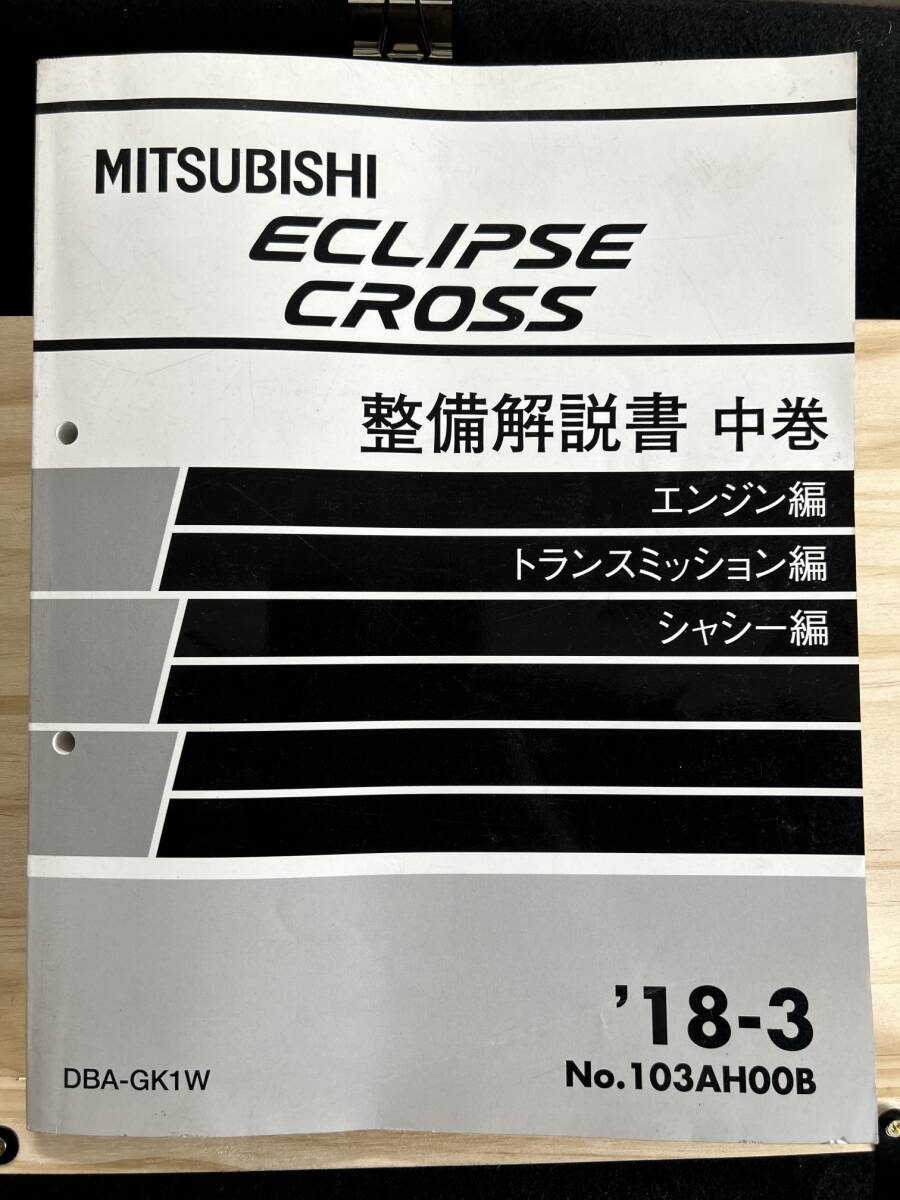 MITSUBISHI
ECLIPSE
CROSS
整備解説書 中巻
エンジン編
トランスミッション編
シャシー編
'18-3
No.103AH00B
DBA-GK1W